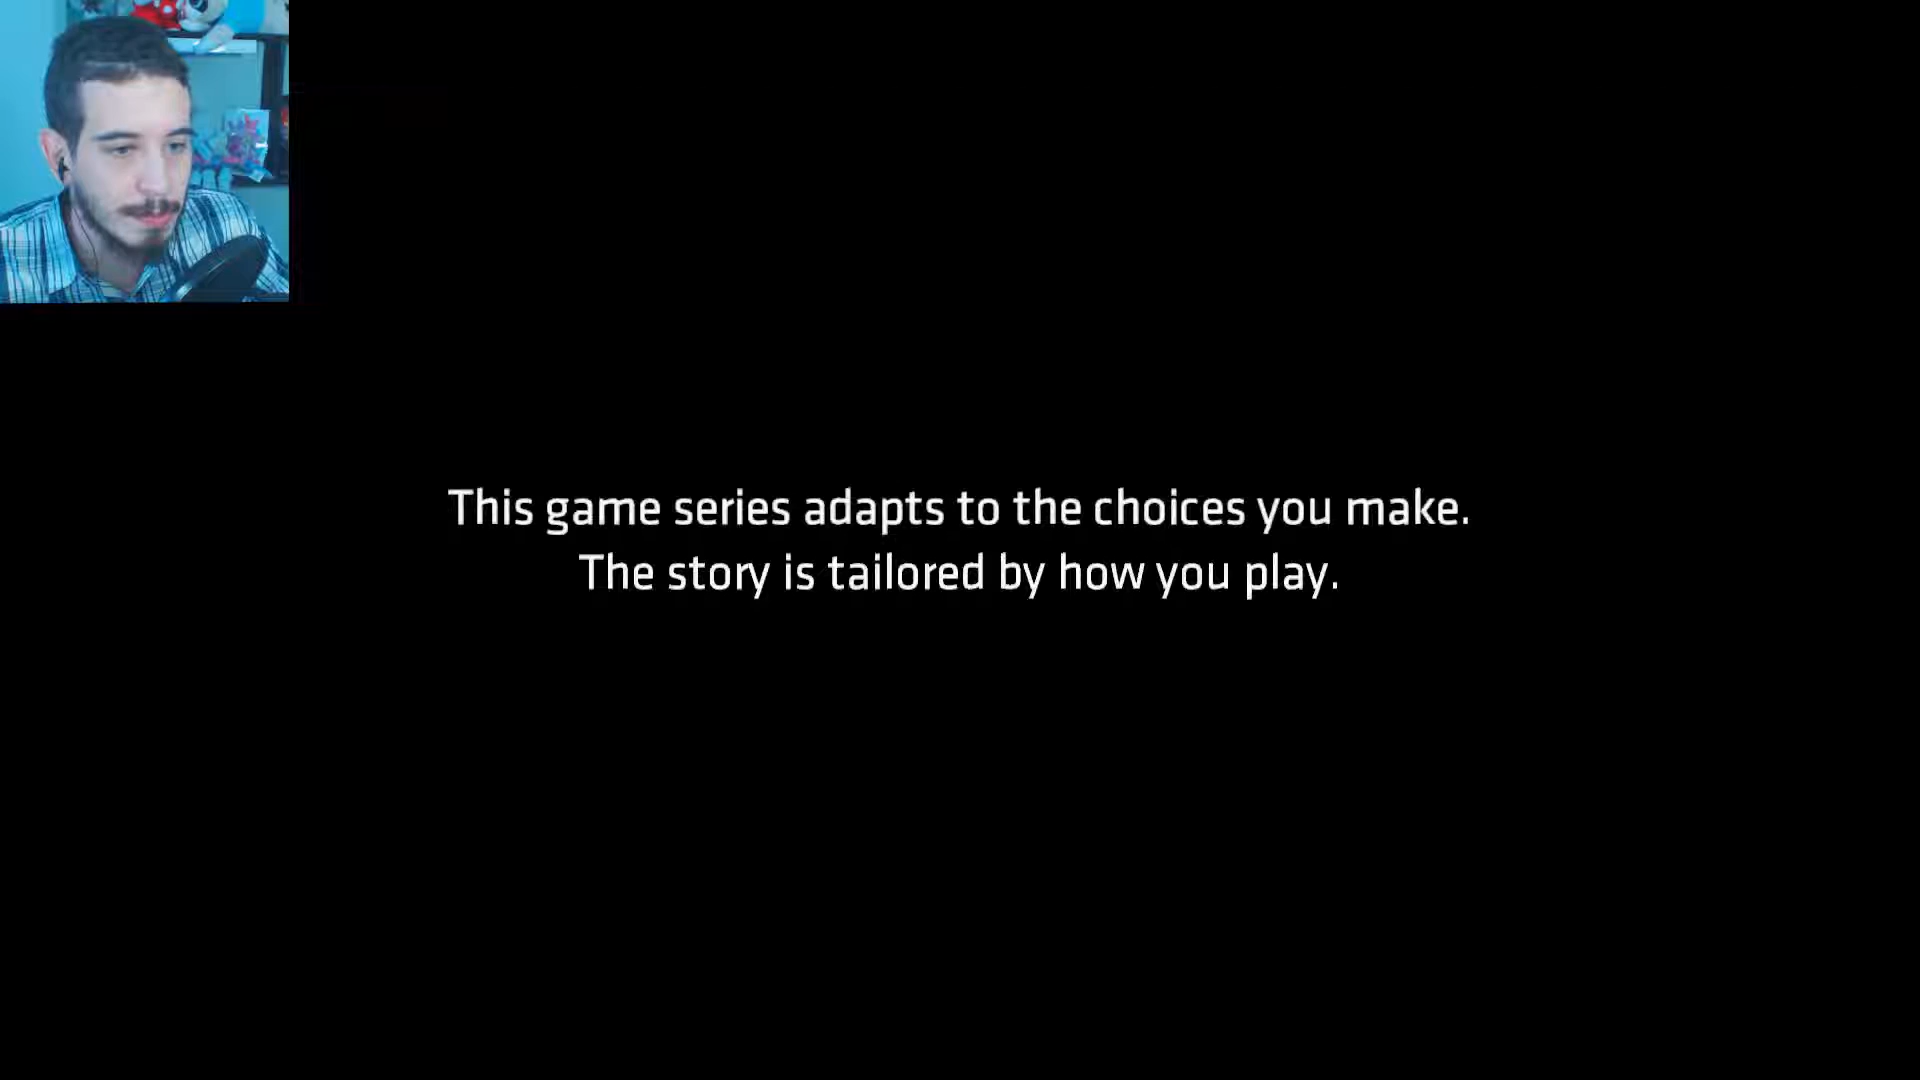 This game series adapts to the choices you make.
The story is tailored by how you play.